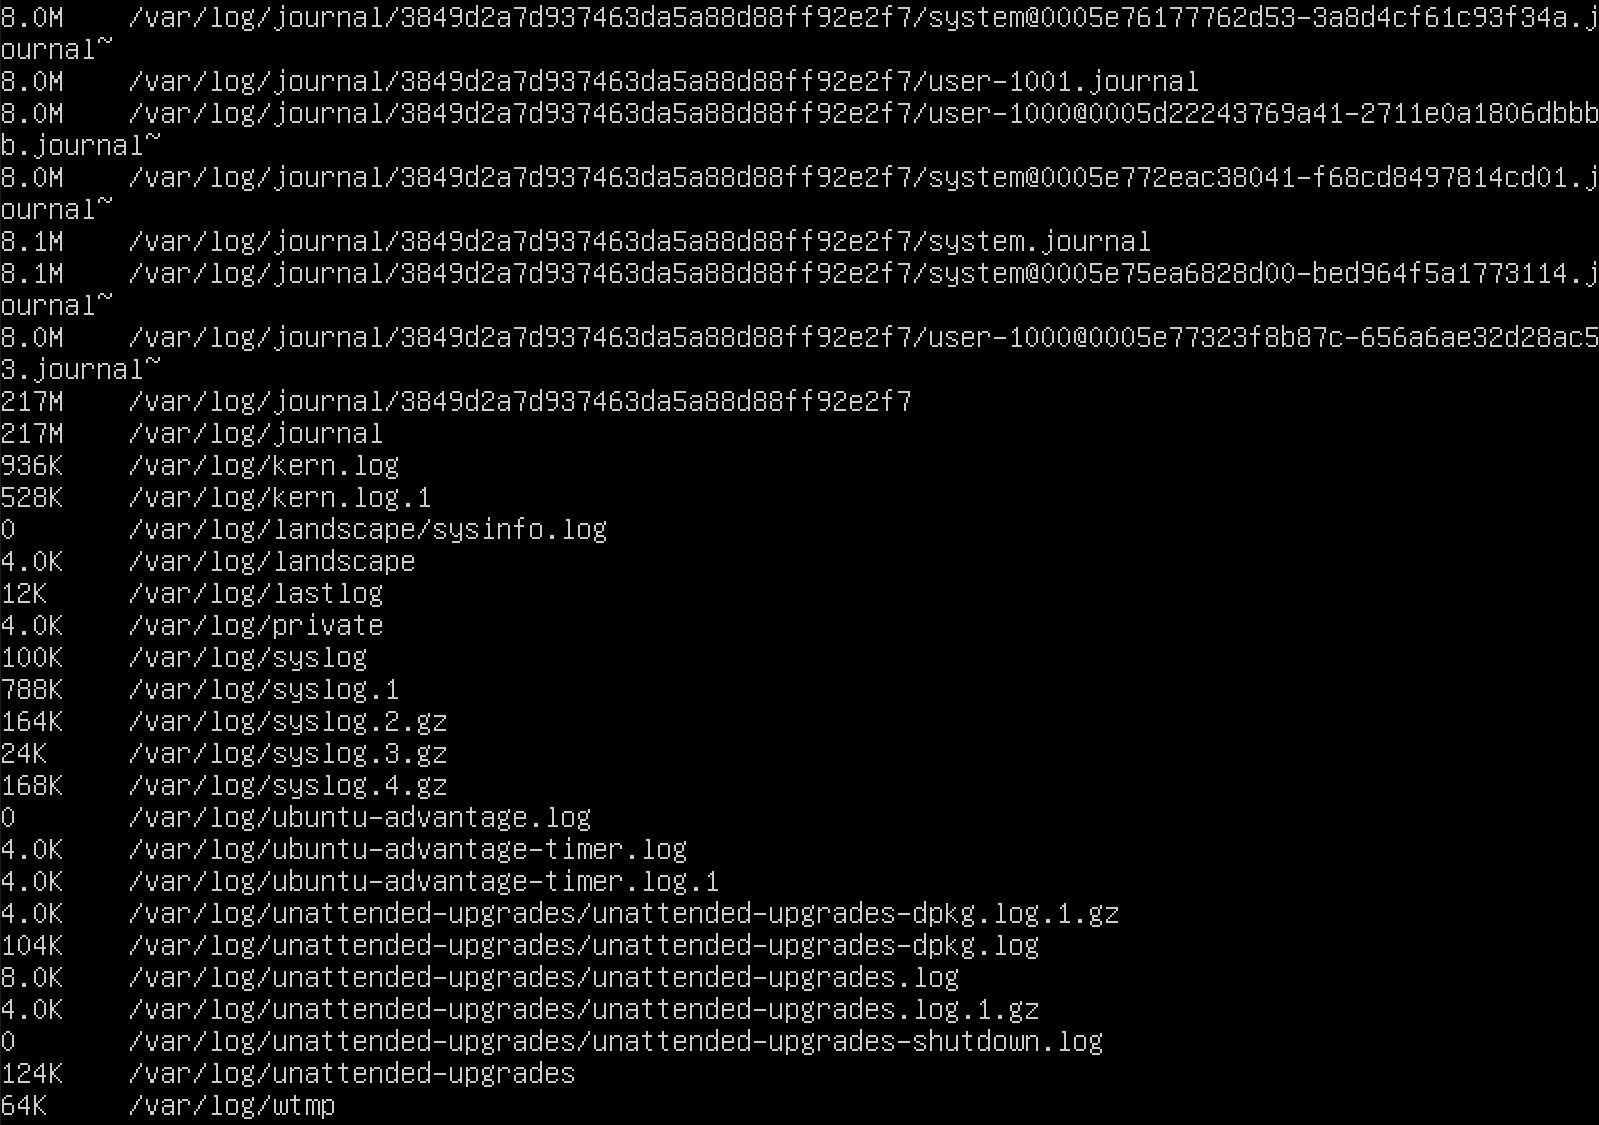 8.0M    /var/log/journal/3849d2a7d937463da5a88d88ff92e2f7/system@0005e76177762d53-3a8d4cf61c93f34a.j
ournal~
8.0M    /var/log/journal/3849d2a7d937463da5a88d88ff92e2f7/user-1001.journal
8.0M    /var/log/journal/3849d2a7d937463da5a88d88ff92e2f7/user-1000@0005d22243769a41-2711e0a1806dbbb
b.journal~
8.0M    /var/log/journal/3849d2a7d937463da5a88d88ff92e2f7/system@0005e772eac38041-f68cd8497814cd01.j
ournal~
8.1M    /var/log/journal/3849d2a7d937463da5a88d88ff92e2f7/system.journal
8.1M    /var/log/journal/3849d2a7d937463da5a88d88ff92e2f7/system@0005e75ea6828d00-bed964f5a1773114.j
ournal~
8.0M    /var/log/journal/3849d2a7d937463da5a88d88ff92e2f7/user-1000@0005e77323f8b87c-656a6ae32d28ac5
3.journal~
217M    /var/log/journal/3849d2a7d937463da5a88d88ff92e2f7
217M    /var/log/journal
936K    /var/log/kern.log
528K    /var/log/kern.log.1
0       /var/log/landscape/sysinfo.log
4.0K    /var/log/landscape
12K     /var/log/lastlog
4.0K    /var/log/private
100K    /var/log/syslog
788K    /var/log/syslog.1
164K    /var/log/syslog.2.gz
24K     /var/log/syslog.3.gz
168K    /var/log/syslog.4.gz
0       /var/log/ubuntu-advantage.log
4.0K    /var/log/ubuntu-advantage-timer.log
4.0K    /var/log/ubuntu-advantage-timer.log.1
4.0K    /var/log/unattended-upgrades/unattended-upgrades-dpkg.log.1.gz
104K    /var/log/unattended-upgrades/unattended-upgrades-dpkg.log
8.0K    /var/log/unattended-upgrades/unattended-upgrades.log
4.0K    /var/log/unattended-upgrades/unattended-upgrades.log.1.gz
0       /var/log/unattended-upgrades/unattended-upgrades-shutdown.log
124K    /var/log/unattended-upgrades
64K     /var/log/wtmp